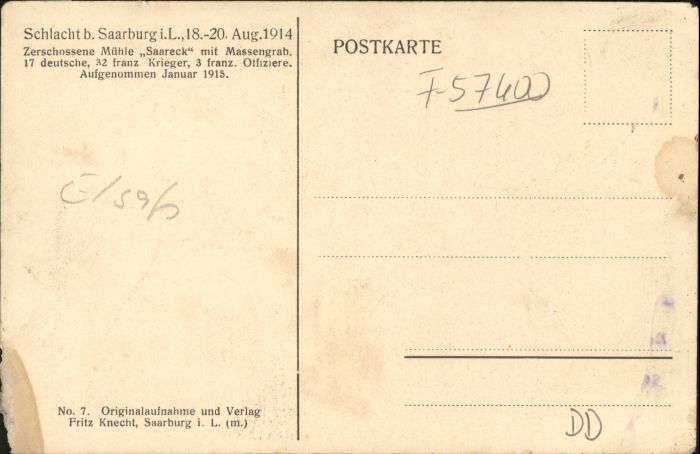 Schlacht b. Saarburg i.L.,18.-20. Aug.1914
Zerschossene Mühle „Saareck“ mit Massengrab.
17 deutsche, 32 franz Krieger, 3 franz. Offiziere.
Aufgenommen Januar 1915.
POSTKARTE
F-57400
No. 7. Originalaufnahme und Verlag
Fritz Knecht, Saarburg i. L. (m.)
DD